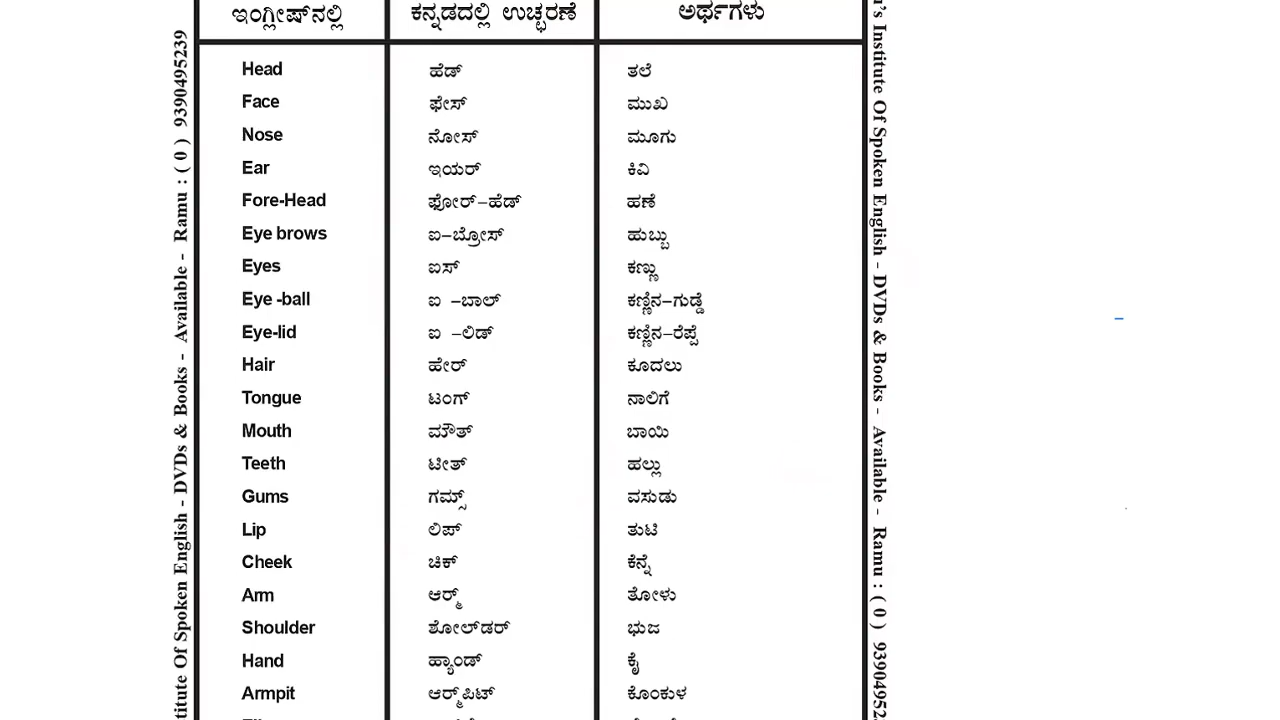 ಇಂಗ್ಲೀಷ್‌ನಲ್ಲಿ ಕನ್ನಡದಲ್ಲಿ ಉಚ್ಛರಣೆ ಅರ್ಥಗಳು
Head ಹೆಡ್ ತಲೆ
Face ಫೇಸ್ ಮುಖ
Nose ನೋಸ್ ಮೂಗು
Ear ಇಯರ್ ಕಿವಿ
Fore-Head ಫೋರ್-ಹೆಡ್ ಹಣೆ
Eye brows ಐ-ಬ್ರೋಸ್ ಹುಬ್ಬು
Eyes ಐಸ್ ಕಣ್ಣು
Eye -ball ಐ -ಬಾಲ್ ಕಣ್ಣಿನ-ಗುಡ್ಡೆ
Eye-lid ಐ -ಲಿಡ್ ಕಣ್ಣಿನ-ರೆಪ್ಪೆ
Hair ಹೇರ್ ಕೂದಲು
Tongue ಟಂಗ್ ನಾಲಿಗೆ
Mouth ಮೌತ್ ಬಾಯಿ
Teeth ಟೀತ್ ಹಲ್ಲು
Gums ಗಮ್ಸ್ ವಸುಡು
Lip ಲಿಪ್ ತುಟಿ
Cheek ಚಿಕ್ ಕೆನ್ನೆ
Arm ಆರ್ಮ್ ತೋಳು
Shoulder ಶೋಲ್‌ಡರ್ ಭುಜ
Hand ಹ್ಯಾಂಡ್ ಕೈ
Armpit ಆರ್ಮ್‌ಪಿಟ್ ಕೊಂಕುಳ
Of Spoken English - DVDs & Books - Available - Ramu : ( 0 ) 9390495239
Institute Of Spoken English - DVDs & Books - Available - Ramu : ( 0 )